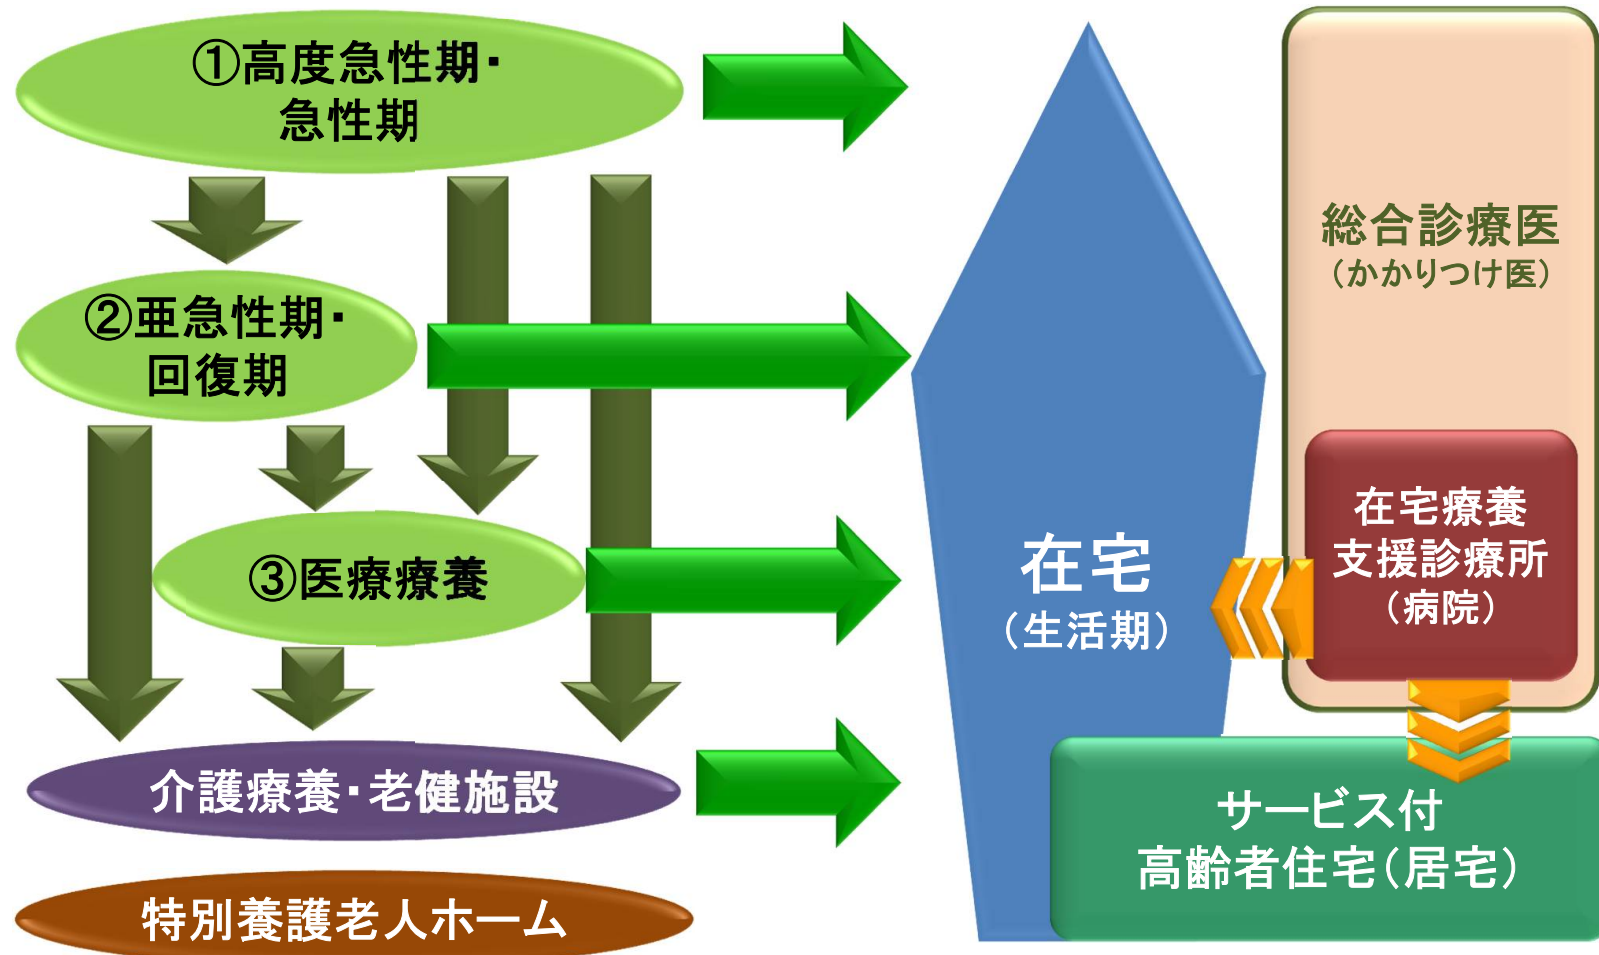 ①高度急性期・
急性期
②亜急性期・
回復期
③医療療養
介護療養・老健施設
特別養護老人ホーム
在宅
（生活期）
総合診療医
（かかりつけ医）
在宅療養
支援診療所
（病院）
サービス付
高齢者住宅（居宅）